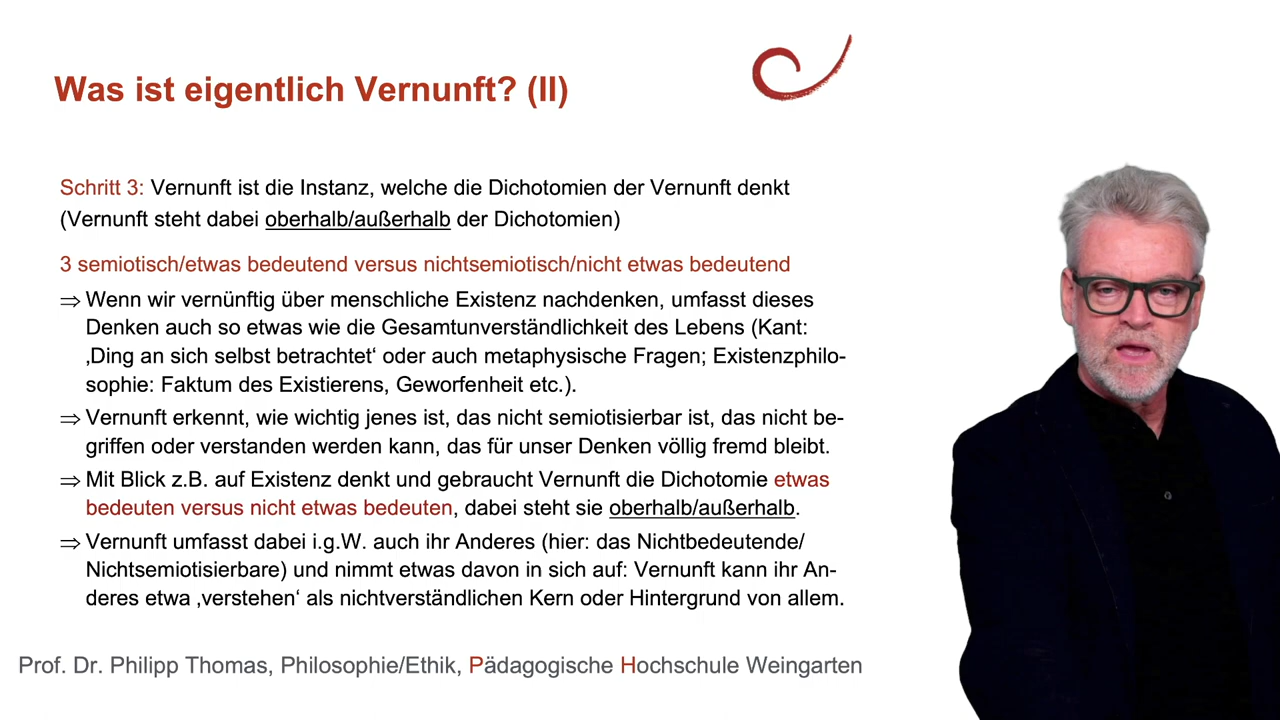 Was ist eigentlich Vernunft? (II)
Schritt 3: Vernunft ist die Instanz, welche die Dichotomien der Vernunft denkt
(Vernunft steht dabei oberhalb/außerhalb der Dichotomien)
3 semiotisch/etwas bedeutend versus nichtsemiotisch/nicht etwas bedeutend
⇒ Wenn wir vernünftig über menschliche Existenz nachdenken, umfasst dieses
Denken auch so etwas wie die Gesamtunverständlichkeit des Lebens (Kant:
‚Ding an sich selbst betrachtet‘ oder auch metaphysische Fragen; Existenzphilo-
sophie: Faktum des Existierens, Geworfenheit etc.).
⇒ Vernunft erkennt, wie wichtig jenes ist, das nicht semiotisierbar ist, das nicht be-
griffen oder verstanden werden kann, das für unser Denken völlig fremd bleibt.
⇒ Mit Blick z.B. auf Existenz denkt und gebraucht Vernunft die Dichotomie etwas
bedeuten versus nicht etwas bedeuten, dabei steht sie oberhalb/außerhalb.
⇒ Vernunft umfasst dabei i.g.W. auch ihr Anderes (hier: das Nichtbedeutende/
Nichtsemiotisierbare) und nimmt etwas davon in sich auf: Vernunft kann ihr An-
deres etwa ‚verstehen‘ als nichtverständlichen Kern oder Hintergrund von allem.
Prof. Dr. Philipp Thomas, Philosophie/Ethik, Pädagogische Hochschule Weingarten